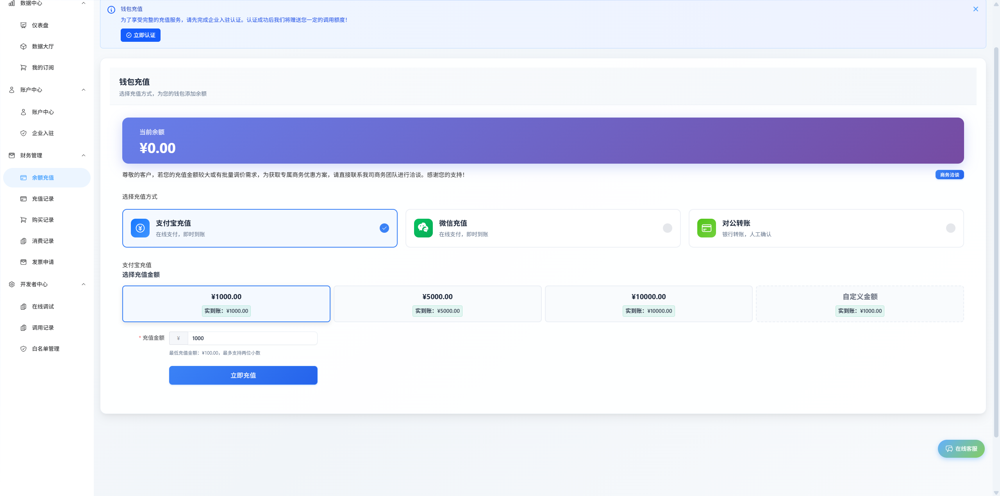 数据中心
仪表盘
数据大厅
我的订阅
账户中心
账户中心
企业入驻
财务管理
余额充值
充值记录
购买记录
消费记录
发票申请
开发者中心
在线调试
调用记录
白名单管理
钱包充值
为了享受完整的充值服务，请先完成企业入驻认证。认证成功后我们将赠送您一定的调用额度！
立即认证
钱包充值
选择充值方式，为您的钱包添加余额
当前余额
¥0.00
尊敬的客户，若您的充值金额较大或有批量调价需求，为获取专属商务优惠方案，请直接联系我司商务团队进行洽谈。感谢您的支持！
商务洽谈
选择充值方式
支付宝充值
在线支付，即时到账
微信充值
在线支付，即时到账
对公转账
银行转账，人工确认
支付宝充值
选择充值金额
¥1000.00
实到账：¥1000.00
¥5000.00
实到账：¥5000.00
¥10000.00
实到账：¥10000.00
自定义金额
实到账：¥1000.00
* 充值金额 ¥ 1000
最低充值金额：¥100.00，最多支持两位小数
立即充值
在线客服